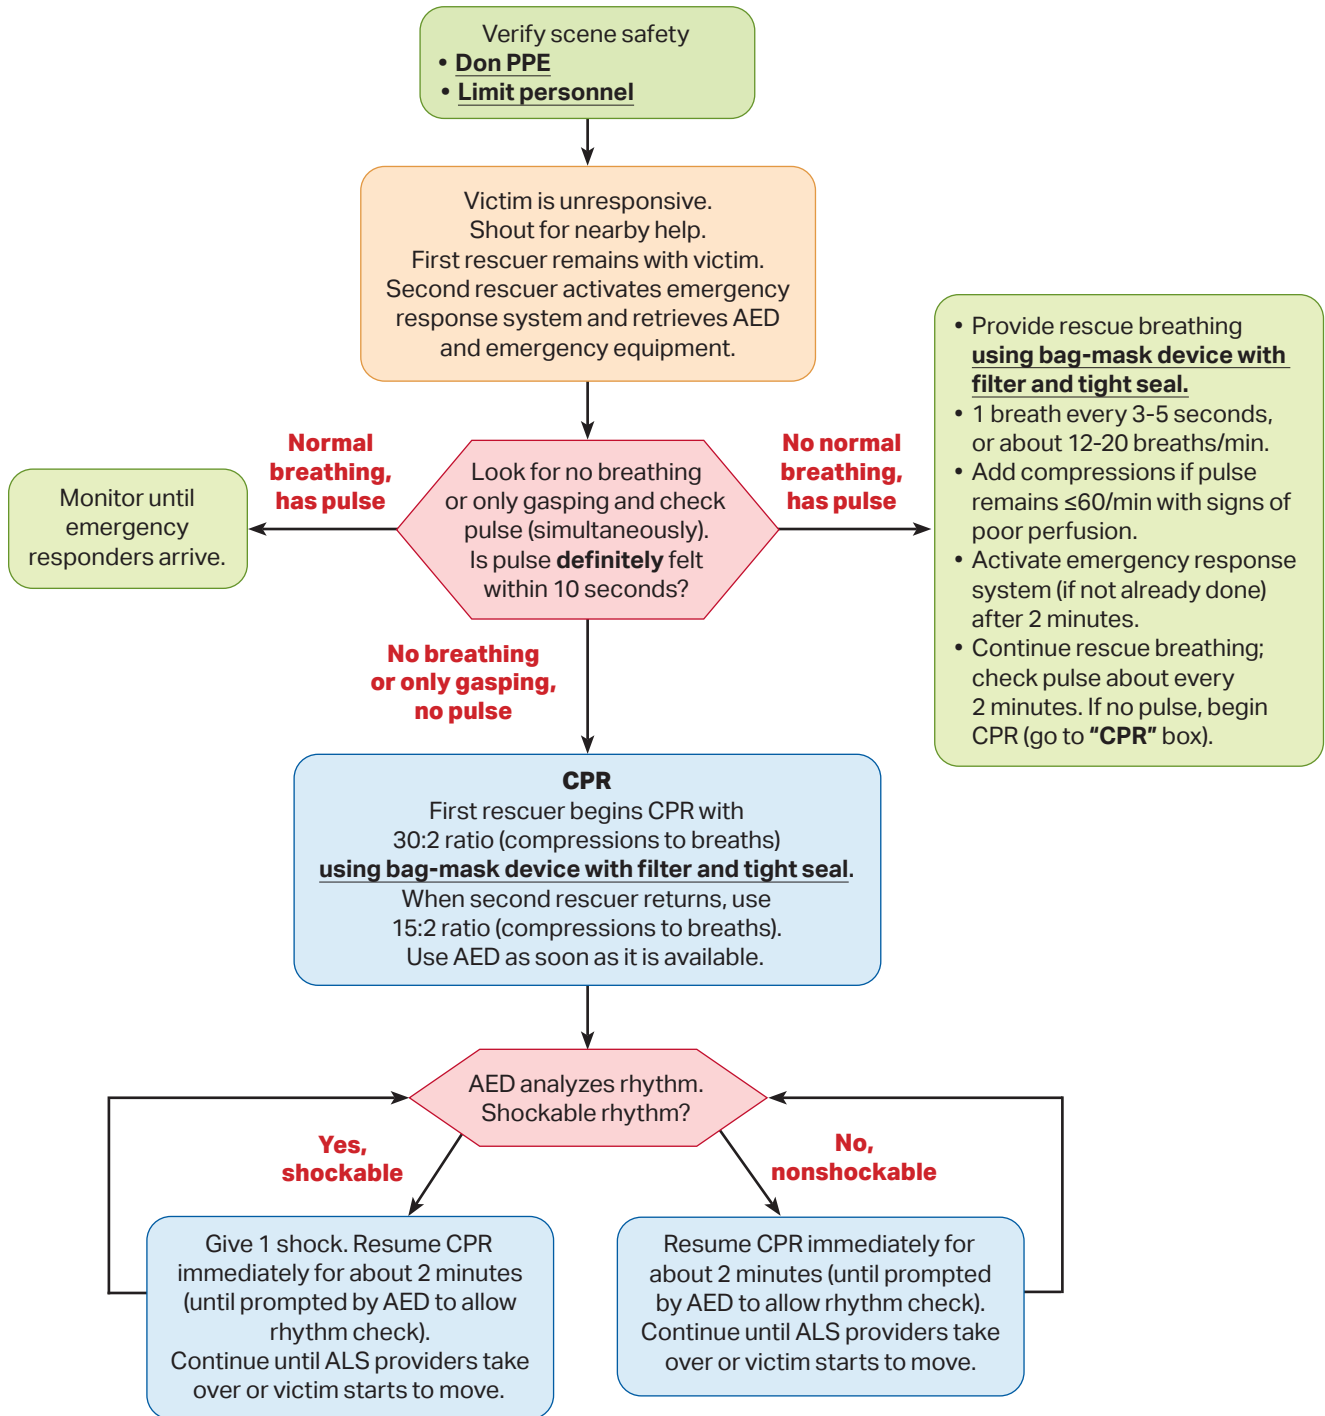 Verify scene safety
• Don PPE
• Limit personnel
Victim is unresponsive.
Shout for nearby help.
First rescuer remains with victim.
Second rescuer activates emergency
response system and retrieves AED
and emergency equipment.
Normal
breathing,
has pulse
Look for no breathing
or only gasping and check
pulse (simultaneously).
Is pulse definitely felt
within 10 seconds?
No normal
breathing,
has pulse
Monitor until
emergency
responders arrive.
• Provide rescue breathing
using bag-mask device with
filter and tight seal.
• 1 breath every 3-5 seconds,
or about 12-20 breaths/min.
• Add compressions if pulse
remains ≤60/min with signs of
poor perfusion.
• Activate emergency response
system (if not already done)
after 2 minutes.
• Continue rescue breathing;
check pulse about every
2 minutes. If no pulse, begin
CPR (go to "CPR" box).
No breathing
or only gasping,
no pulse
CPR
First rescuer begins CPR with
30:2 ratio (compressions to breaths)
using bag-mask device with filter and tight seal.
When second rescuer returns, use
15:2 ratio (compressions to breaths).
Use AED as soon as it is available.
AED analyzes rhythm.
Shockable rhythm?
Yes,
shockable
No,
nonshockable
Give 1 shock. Resume CPR
immediately for about 2 minutes
(until prompted by AED to allow
rhythm check).
Continue until ALS providers take
over or victim starts to move.
Resume CPR immediately for
about 2 minutes (until prompted
by AED to allow rhythm check).
Continue until ALS providers take
over or victim starts to move.